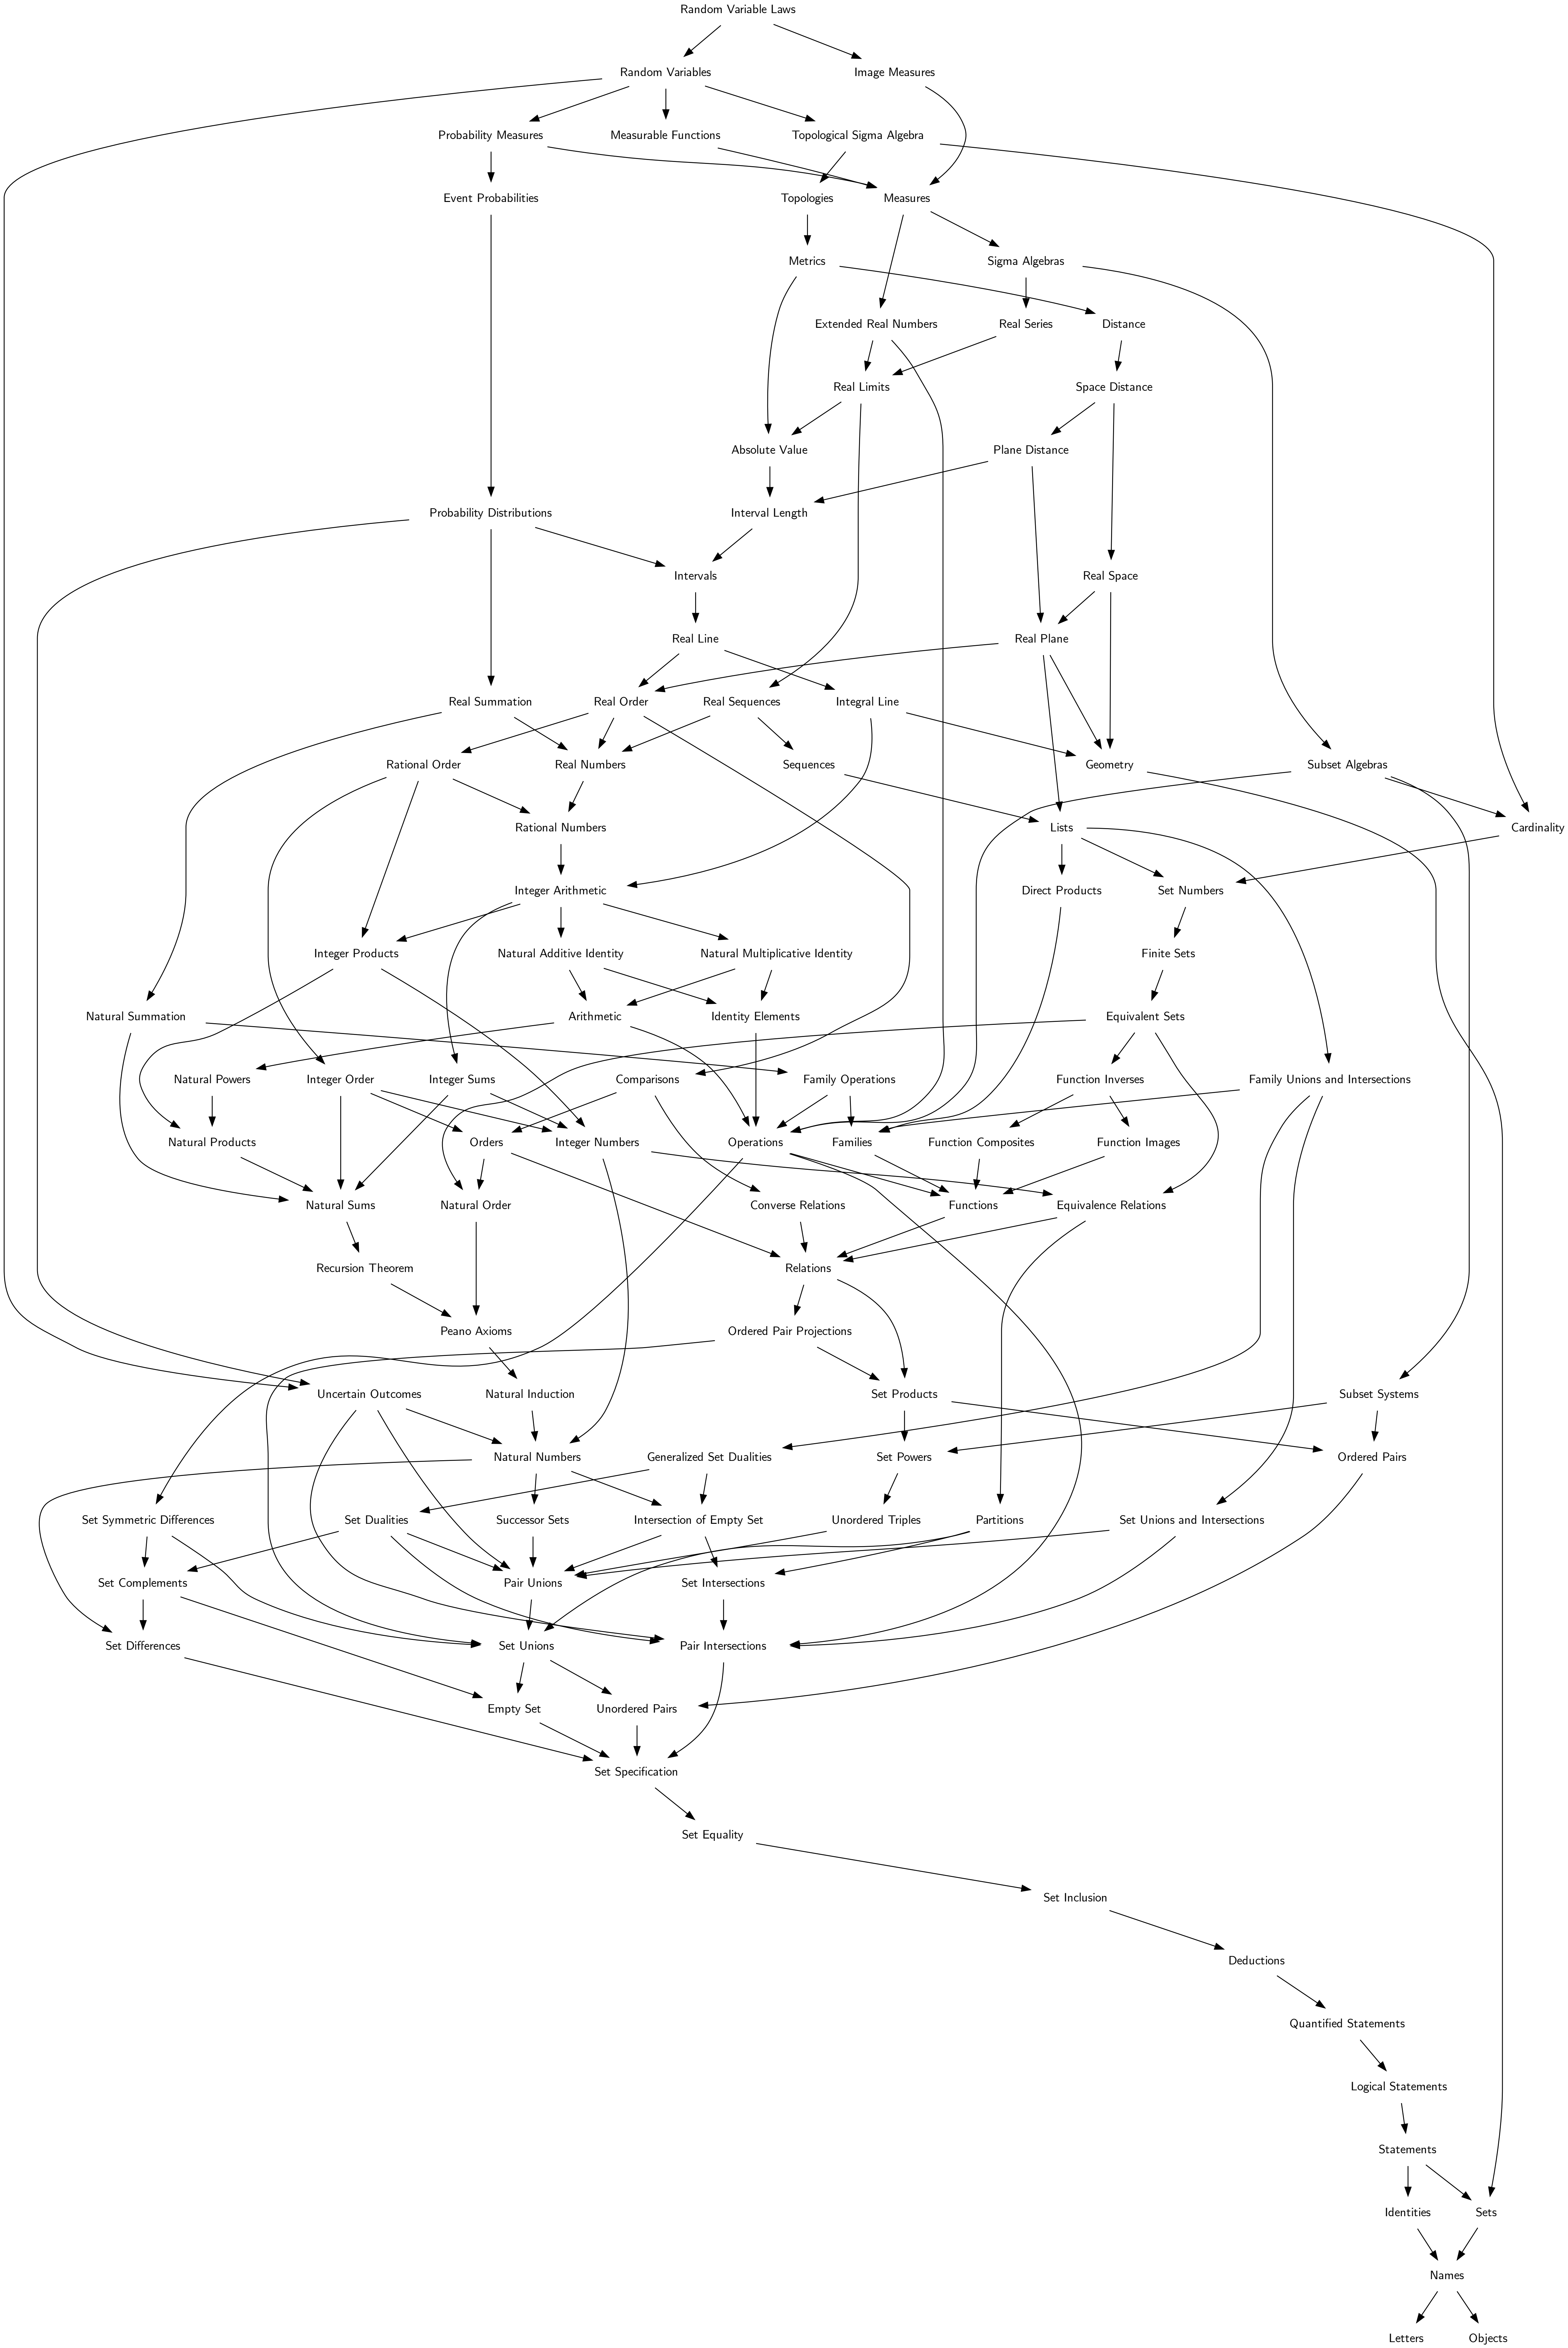 Random Variable Laws
Random Variables
Image Measures
Probability Measures
Measurable Functions
Topological Sigma Algebra
Event Probabilities
Topologies
Measures
Metrics
Sigma Algebras
Extended Real Numbers
Real Series
Distance
Real Limits
Space Distance
Absolute Value
Plane Distance
Probability Distributions
Interval Length
Intervals
Real Space
Real Line
Real Plane
Real Summation
Real Order
Real Sequences
Integral Line
Rational Order
Real Numbers
Sequences
Geometry
Subset Algebras
Rational Numbers
Lists
Cardinality
Integer Arithmetic
Direct Products
Set Numbers
Integer Products
Natural Additive Identity
Natural Multiplicative Identity
Finite Sets
Natural Summation
Arithmetic
Identity Elements
Equivalent Sets
Natural Powers
Integer Order
Integer Sums
Comparisons
Family Operations
Function Inverses
Family Unions and Intersections
Natural Products
Orders
Integer Numbers
Operations
Families
Function Composites
Function Images
Natural Sums
Natural Order
Converse Relations
Functions
Equivalence Relations
Recursion Theorem
Relations
Peano Axioms
Ordered Pair Projections
Uncertain Outcomes
Natural Induction
Set Products
Subset Systems
Natural Numbers
Generalized Set Dualities
Set Powers
Ordered Pairs
Set Symmetric Differences
Set Dualities
Successor Sets
Intersection of Empty Set
Unordered Triples
Partitions
Set Unions and Intersections
Set Complements
Pair Unions
Set Intersections
Set Differences
Set Unions
Pair Intersections
Empty Set
Unordered Pairs
Set Specification
Set Equality
Set Inclusion
Deductions
Quantified Statements
Logical Statements
Statements
Identities
Sets
Names
Letters
Objects